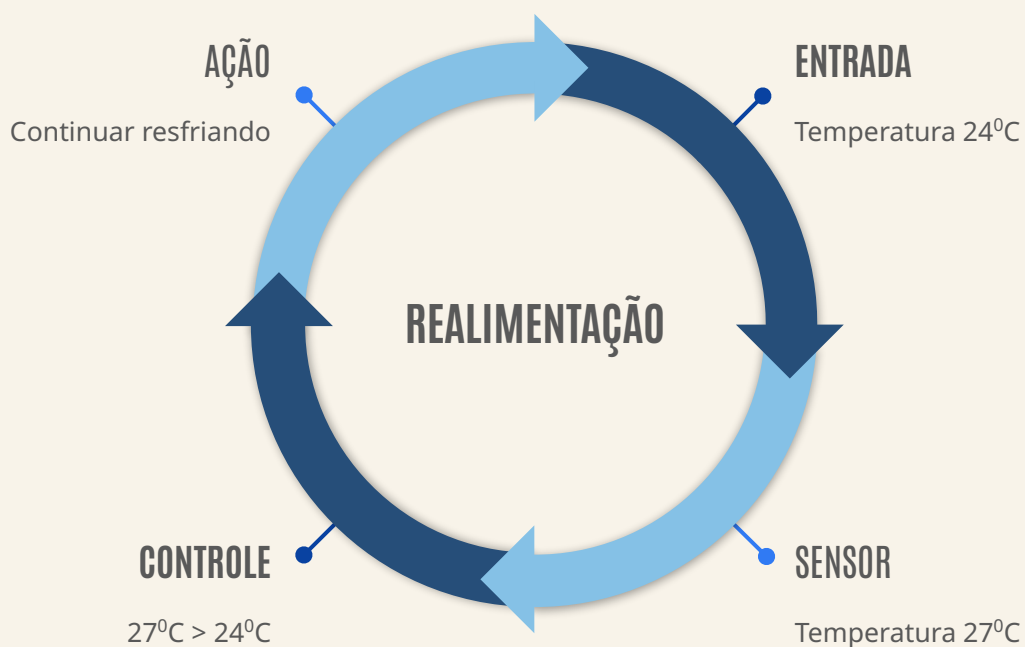 AÇÃO
Continuar resfriando
ENTRADA
Temperatura 24⁰C
REALIMENTAÇÃO
CONTROLE
27⁰C > 24⁰C
SENSOR
Temperatura 27⁰C